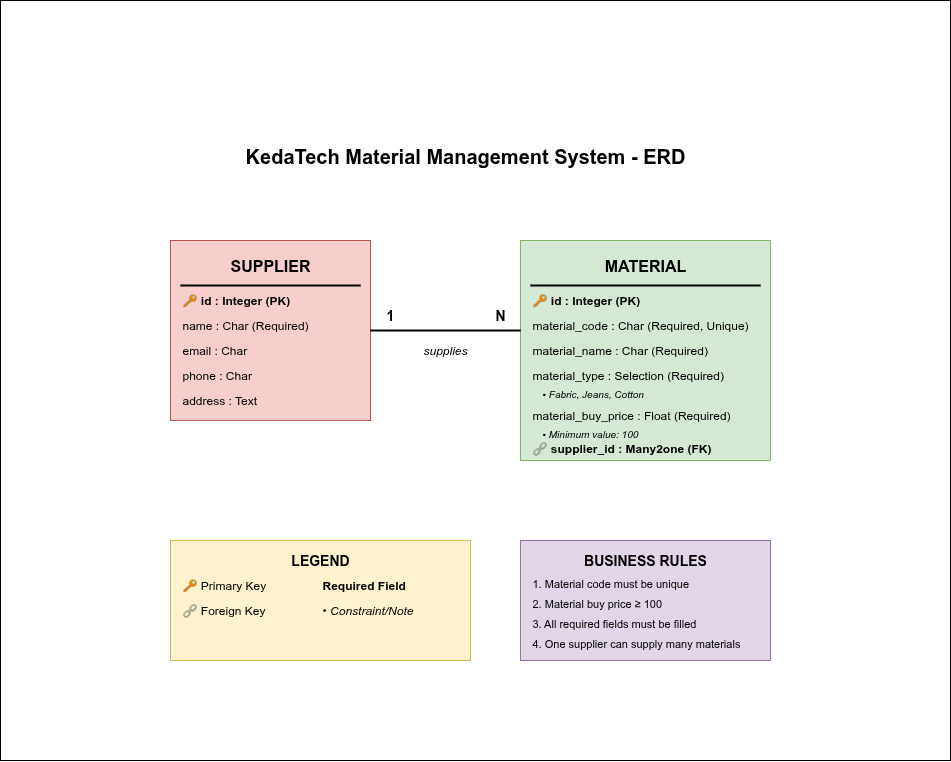 KedaTech Material Management System - ERD
SUPPLIER
🔑 id : Integer (PK)
name : Char (Required)
email : Char
phone : Char
address : Text
1
N
supplies
MATERIAL
🔑 id : Integer (PK)
material_code : Char (Required, Unique)
material_name : Char (Required)
material_type : Selection (Required)
• Fabric, Jeans, Cotton
material_buy_price : Float (Required)
• Minimum value: 100
🔗 supplier_id : Many2one (FK)
LEGEND
🔑 Primary Key
Required Field
🔗 Foreign Key
• Constraint/Note
BUSINESS RULES
1. Material code must be unique
2. Material buy price ≥ 100
3. All required fields must be filled
4. One supplier can supply many materials